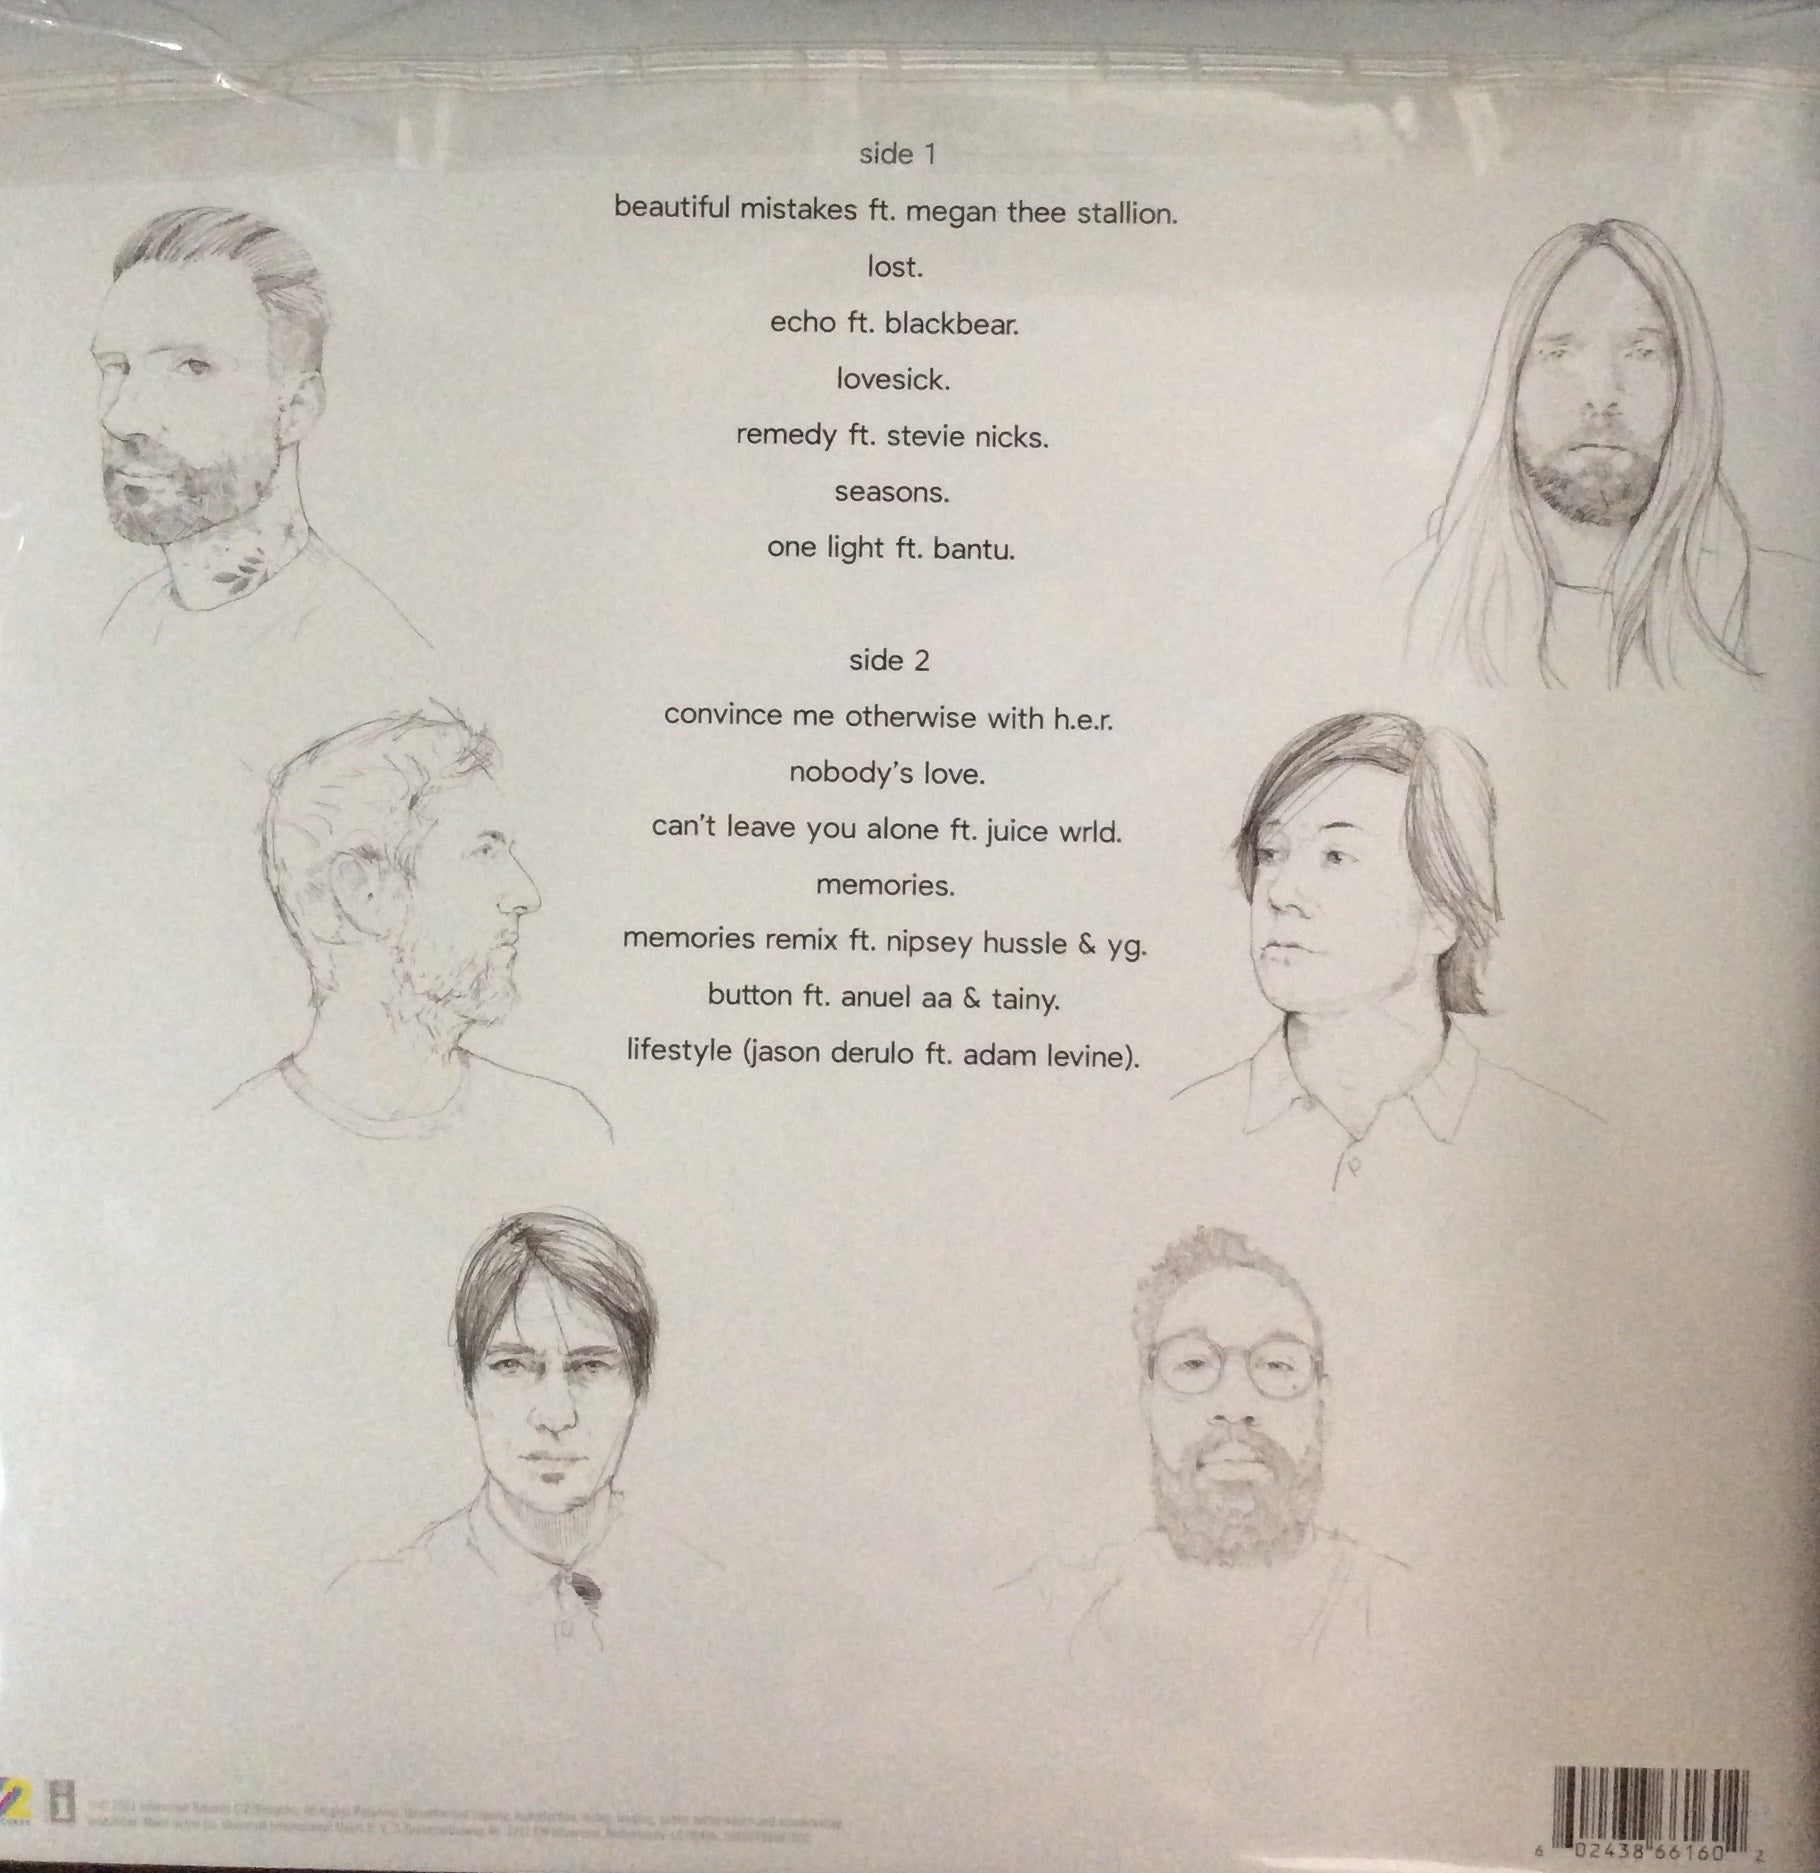 side 1
beautiful mistakes ft. megan thee stallion.
lost.
echo ft. blackbear.
lovesick.
remedy ft. stevie nicks.
seasons.
one light ft. bantu.
side 2
convince me otherwise with h.e.r.
nobody's love.
can't leave you alone ft. juice wrld.
memories.
memories remix ft. nipsey hussle & yg.
button ft. anuel aa & tainy.
lifestyle (jason derulo ft. adam levine).
6 02438 66160 2